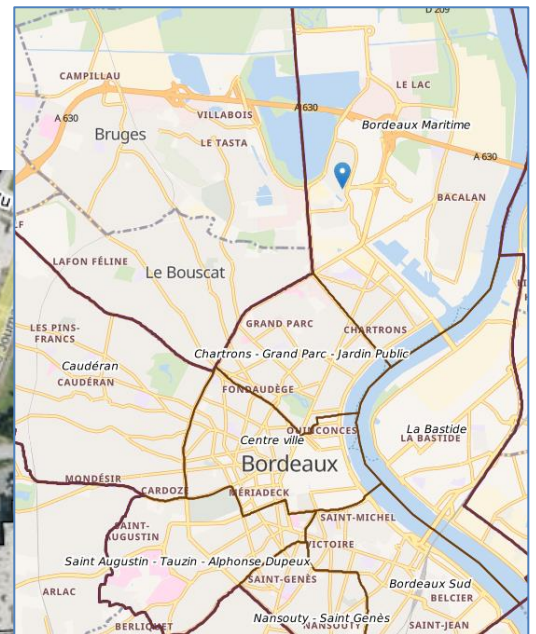 D 209
CAMPILLAU
LE LAC
A 630
A 630
VILLABOIS
Bordeaux Maritime
Bruges
LE TASTA
A 630
BACALAN
LAFON FÉLINE
Le Bouscat
LES PINS-
FRANCS
GRAND PARC
CHARTRONS
Chartrons - Grand Parc - Jardin Public
Caudéran
CAUDÉRAN
FONDAUDÈGE
QUINCONCES
La Bastide
LA BASTIDE
Centre ville
Bordeaux
MONDÉSIR
CARDOZE
MÉRIADECK
SAINT-MICHEL
SAINT-
AUGUSTIN
VICTOIRE
Saint Augustin - Tauzin - Alphonse Dupeux
SAINT-GENÈS
Bordeaux Sud
ARLAC
BELCIER
Nansouty - Saint Genès
BERLIQUET
NANSOUTY
SAINT-JEAN